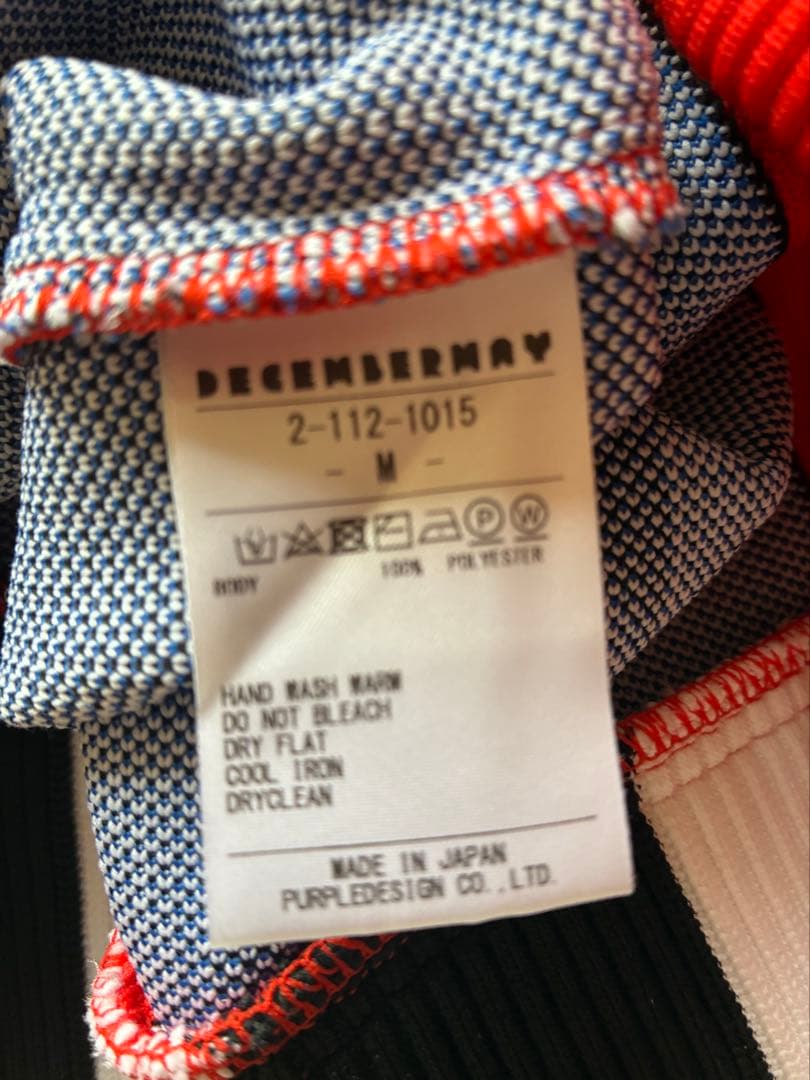 DECEMBERMAY
2-112-1015
- M -
P W
BODY 100% POLYESTER
HAND WASH WARM
DO NOT BLEACH
DRY FLAT
COOL IRON
DRYCLEAN
MADE IN JAPAN
PURPLEDESIGN CO.,LTD.